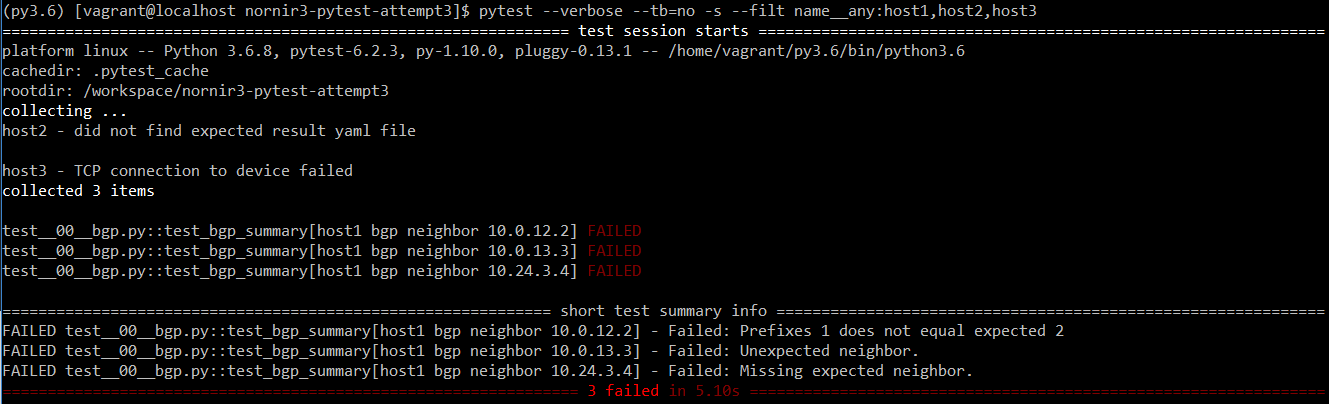 (py3.6) [vagrant@localhost nornir3-pytest-attempt3]$ pytest --verbose --tb=no -s --filt name__any:host1,host2,host3
================================================================ test session starts ================================================================
platform linux -- Python 3.6.8, pytest-6.2.3, py-1.10.0, pluggy-0.13.1 -- /home/vagrant/py3.6/bin/python3.6
cachedir: .pytest_cache
rootdir: /workspace/nornir3-pytest-attempt3
collecting ...
host2 - did not find expected result yaml file
host3 - TCP connection to device failed
collected 3 items
test__00__bgp.py::test_bgp_summary[host1 bgp neighbor 10.0.12.2] FAILED
test__00__bgp.py::test_bgp_summary[host1 bgp neighbor 10.0.13.3] FAILED
test__00__bgp.py::test_bgp_summary[host1 bgp neighbor 10.24.3.4] FAILED
============================================================== short test summary info ==============================================================
FAILED test__00__bgp.py::test_bgp_summary[host1 bgp neighbor 10.0.12.2] - Failed: Prefixes 1 does not equal expected 2
FAILED test__00__bgp.py::test_bgp_summary[host1 bgp neighbor 10.0.13.3] - Failed: Unexpected neighbor.
FAILED test__00__bgp.py::test_bgp_summary[host1 bgp neighbor 10.24.3.4] - Failed: Missing expected neighbor.
================================================================= 3 failed in 5.10s =================================================================